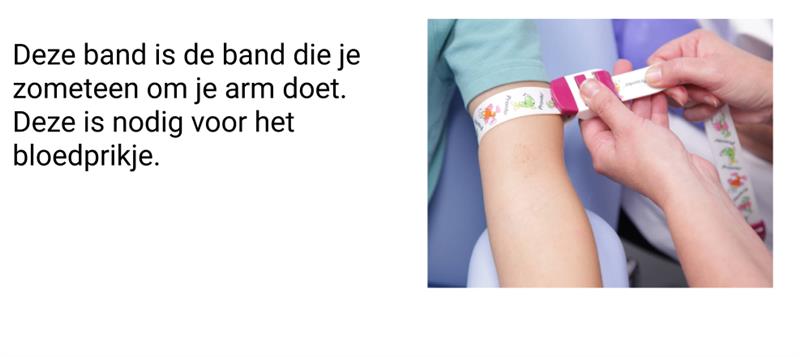 Deze band is de band die je
zometeen om je arm doet.
Deze is nodig voor het
bloedprikje.